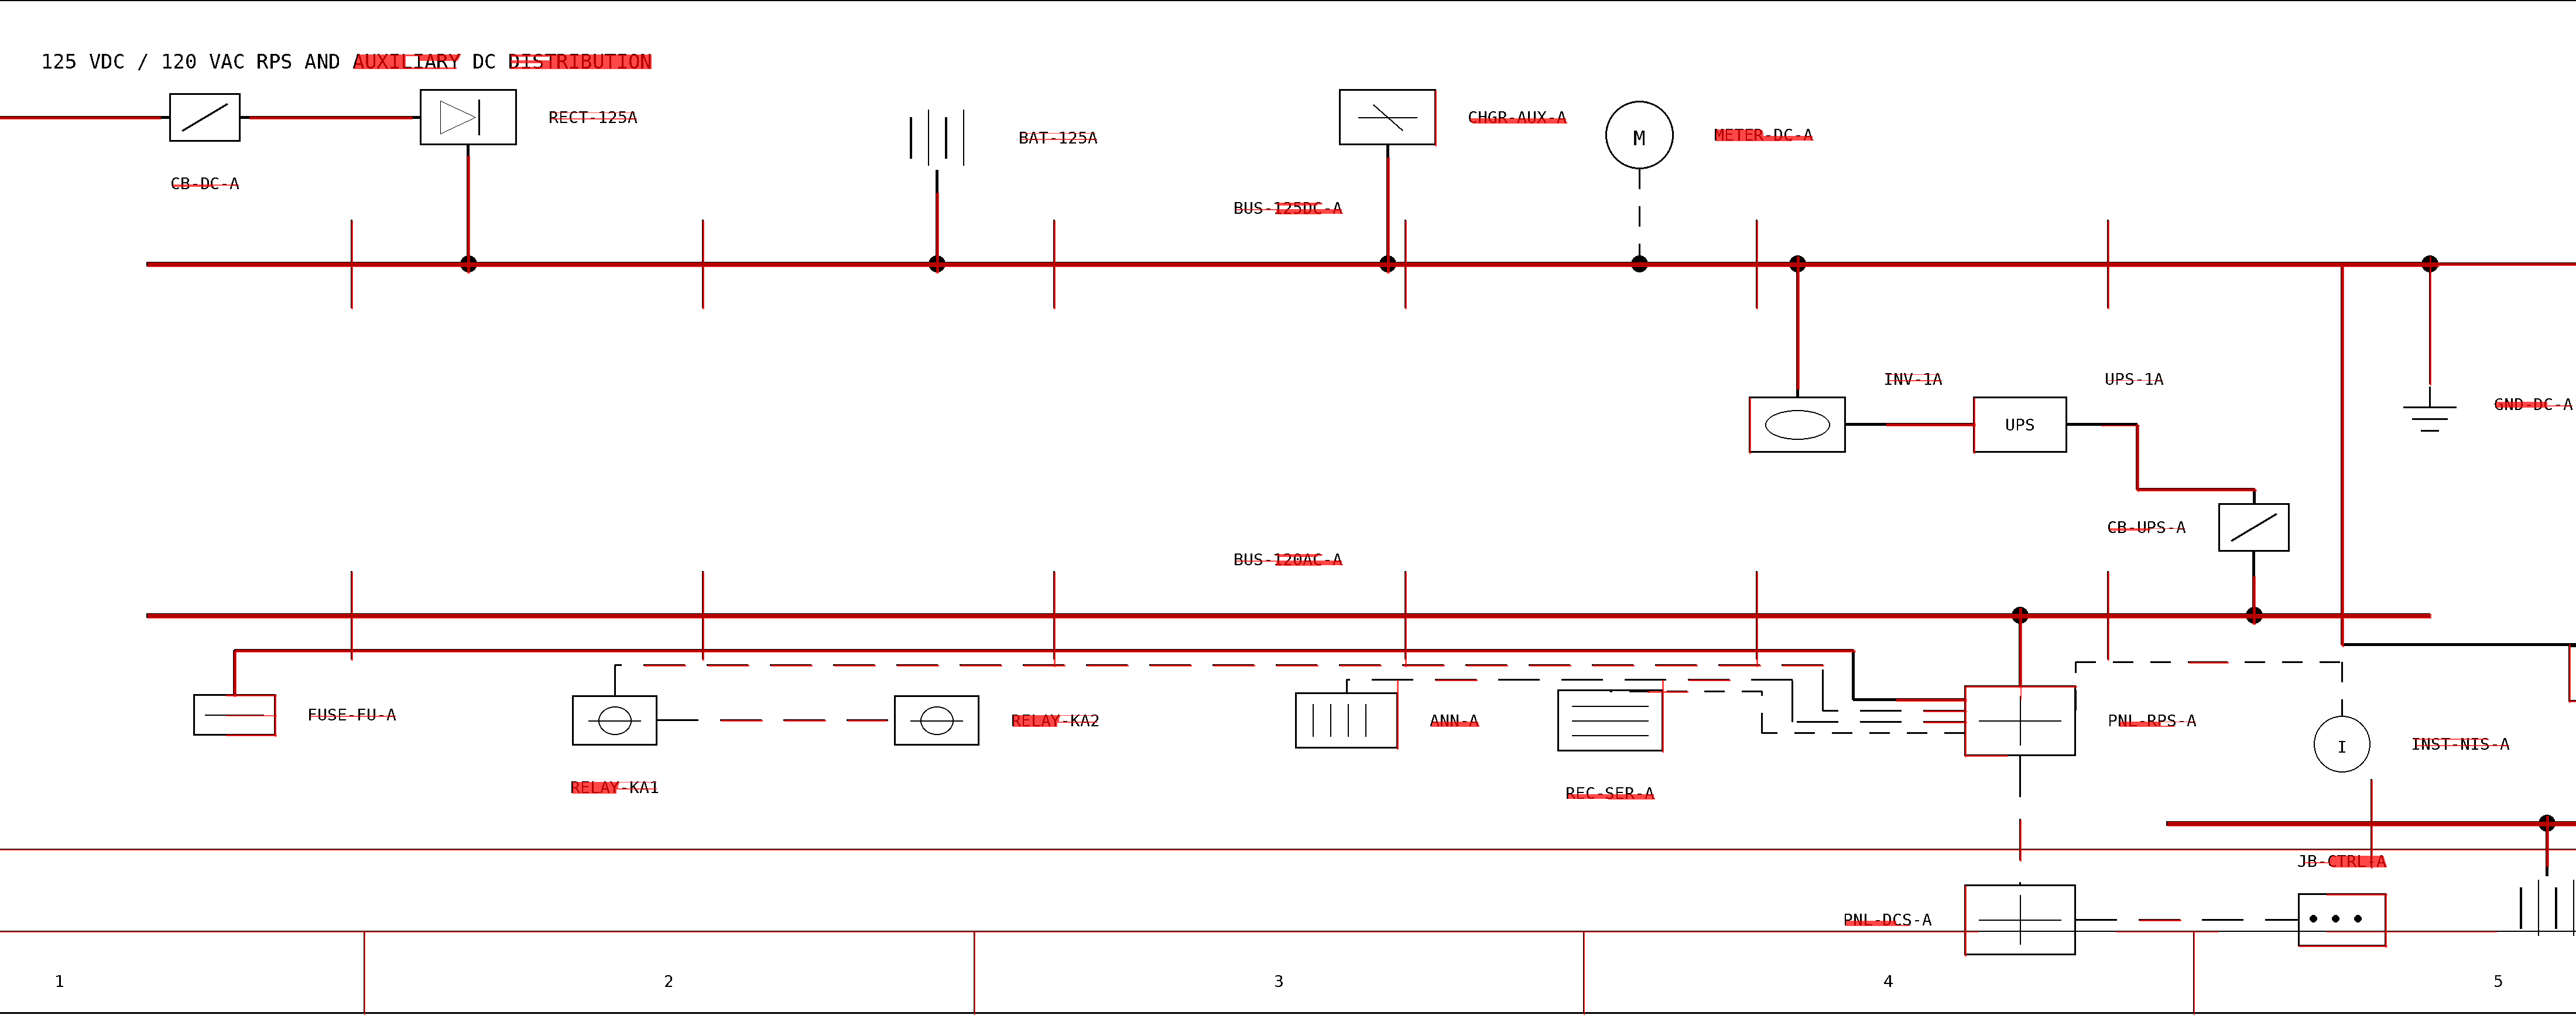 125 VDC / 120 VAC RPS AND AUXILIARY DC DISTRIBUTION
RECT-125A
CHGR-AUX-A
M
METER-DC-A
BAT-125A
CB-DC-A
BUS-125DC-A
INV-1A
UPS-1A
GND-DC-A
UPS
CB-UPS-A
BUS-120AC-A
FUSE-FU-A
RELAY-KA2
ANN-A
PNL-RPS-A
I
INST-NIS-A
RELAY-KA1
REC-SER-A
JB-CTRL-A
PNL-DCS-A
1
2
3
4
5